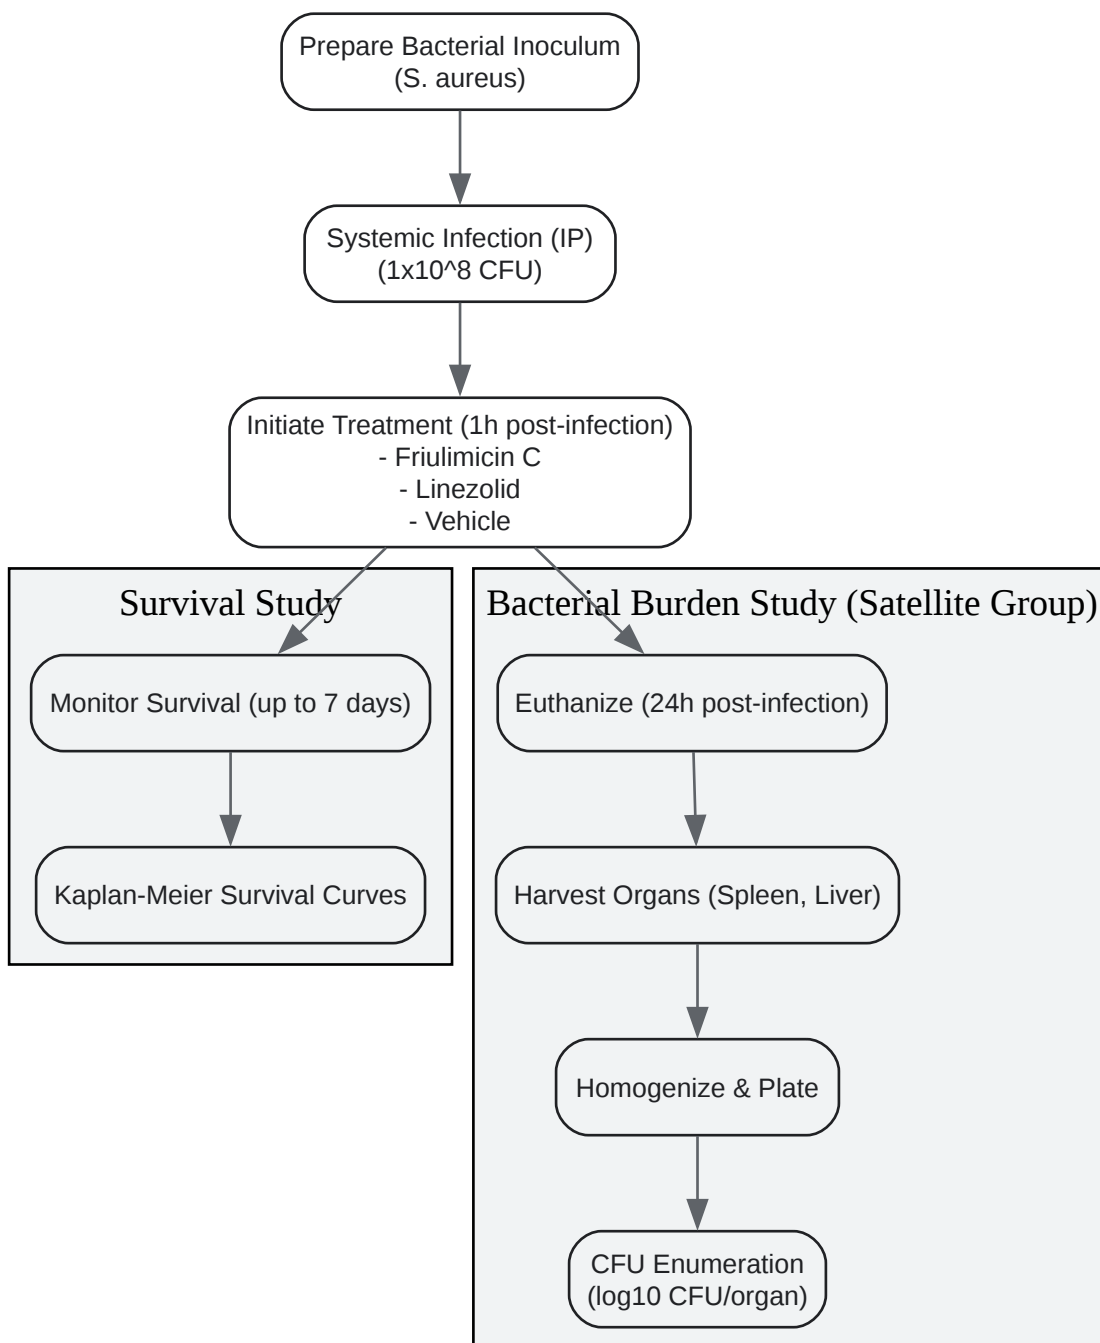 Prepare Bacterial Inoculum
(S. aureus)
Systemic Infection (IP)
(1x10^8 CFU)
Initiate Treatment (1h post-infection)
- Friulimicin C
- Linezolid
- Vehicle
Survival Study
Monitor Survival (up to 7 days)
Kaplan-Meier Survival Curves
Bacterial Burden Study (Satellite Group)
Euthanize (24h post-infection)
Harvest Organs (Spleen, Liver)
Homogenize & Plate
CFU Enumeration
(log10 CFU/organ)